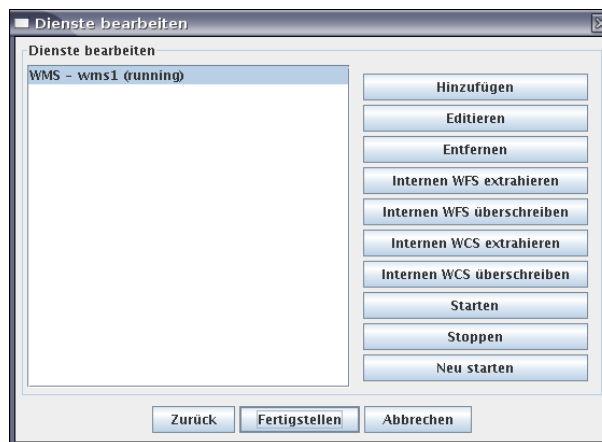 Dienste bearbeiten
Dienste bearbeiten
WMS - wms1 (running)
Hinzufügen
Editieren
Entfernen
Internen WFS extrahieren
Internen WFS überschreiben
Internen WCS extrahieren
Internen WCS überschreiben
Starten
Stoppen
Neu starten
Zurück
Fertigstellen
Abbrechen